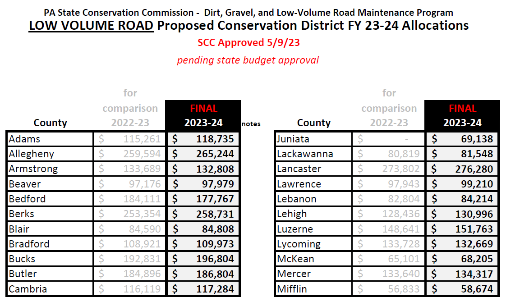 PA State Conservation Commission - Dirt, Gravel, and Low-Volume Road Maintenance Program
LOW VOLUME ROAD Proposed Conservation District FY 23-24 Allocations
SCC Approved 5/9/23
pending state budget approval
for comparison 2022-23 FINAL 2023-24 notes for comparison 2022-23 FINAL 2023-24
County County
Adams $ 115,261 $ 118,735 Juniata $ - $ 69,138
Allegheny $ 259,594 $ 265,244 Lackawanna $ 80,819 $ 81,548
Armstrong $ 133,689 $ 132,808 Lancaster $ 273,802 $ 276,280
Beaver $ 97,176 $ 97,979 Lawrence $ 97,943 $ 99,210
Bedford $ 184,111 $ 177,767 Lebanon $ 82,804 $ 84,214
Berks $ 253,354 $ 258,731 Lehigh $ 128,436 $ 130,996
Blair $ 84,590 $ 84,808 Luzerne $ 148,641 $ 151,763
Bradford $ 108,921 $ 109,973 Lycoming $ 133,728 $ 132,669
Bucks $ 192,831 $ 196,804 McKean $ 65,101 $ 68,205
Butler $ 184,896 $ 186,804 Mercer $ 133,640 $ 134,317
Cambria $ 116,119 $ 117,284 Mifflin $ 56,833 $ 58,674